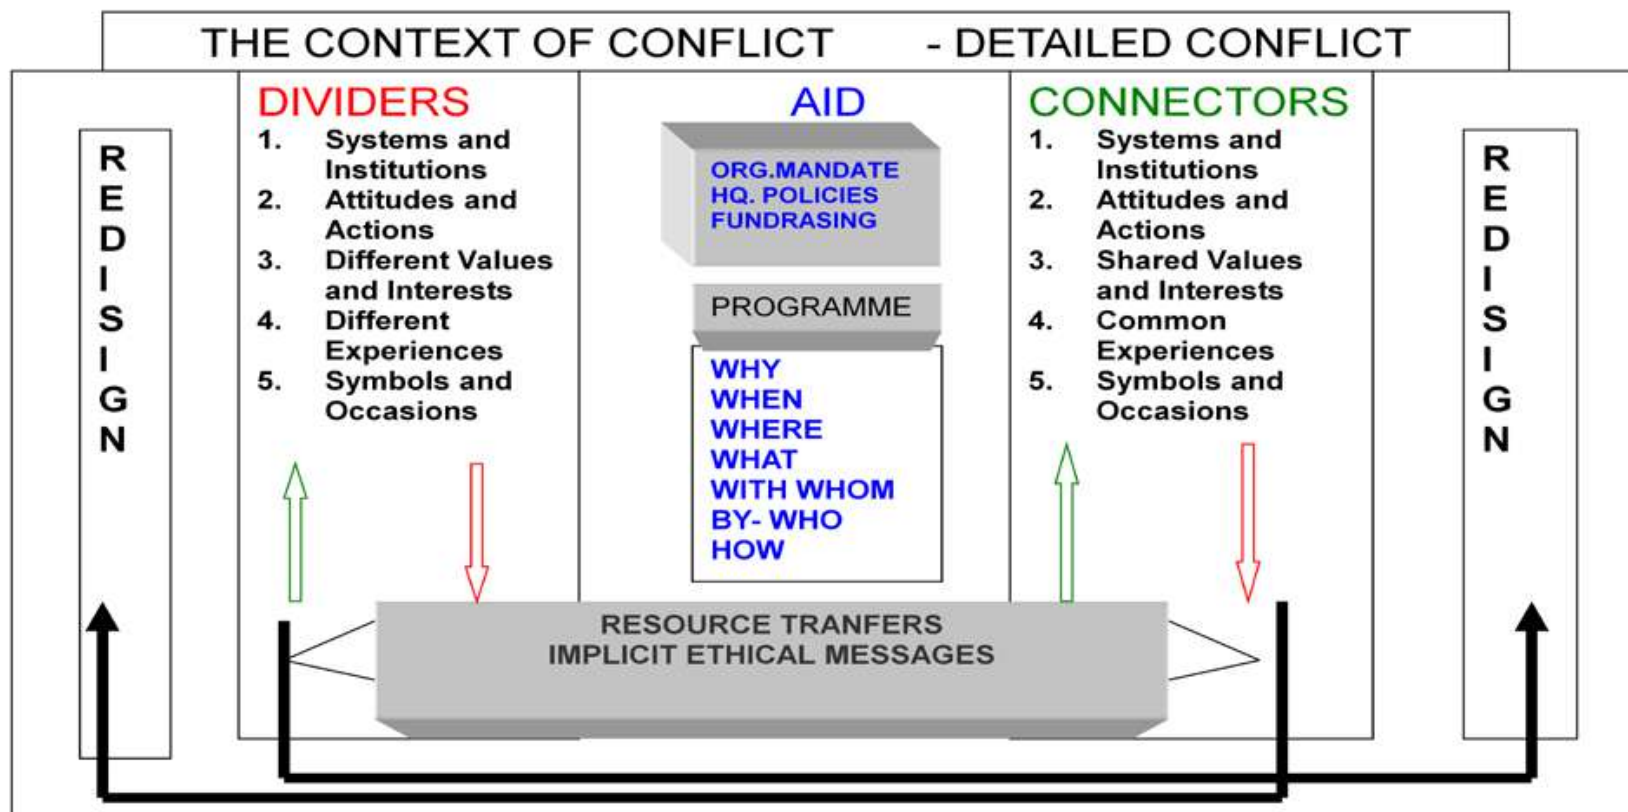 THE CONTEXT OF CONFLICT - DETAILED CONFLICT
REDISIGN
DIVIDERS
1. Systems and
Institutions
2. Attitudes and
Actions
3. Different Values
and Interests
4. Different
Experiences
5. Symbols and
Occasions
AID
ORG.MANDATE
HQ. POLICIES
FUNDRASING
PROGRAMME
WHY
WHEN
WHERE
WHAT
WITH WHOM
BY- WHO
HOW
CONNECTORS
1. Systems and
Institutions
2. Attitudes and
Actions
3. Shared Values
and Interests
4. Common
Experiences
5. Symbols and
Occasions
REDISIGN
RESOURCE TRANFERS
IMPLICIT ETHICAL MESSAGES